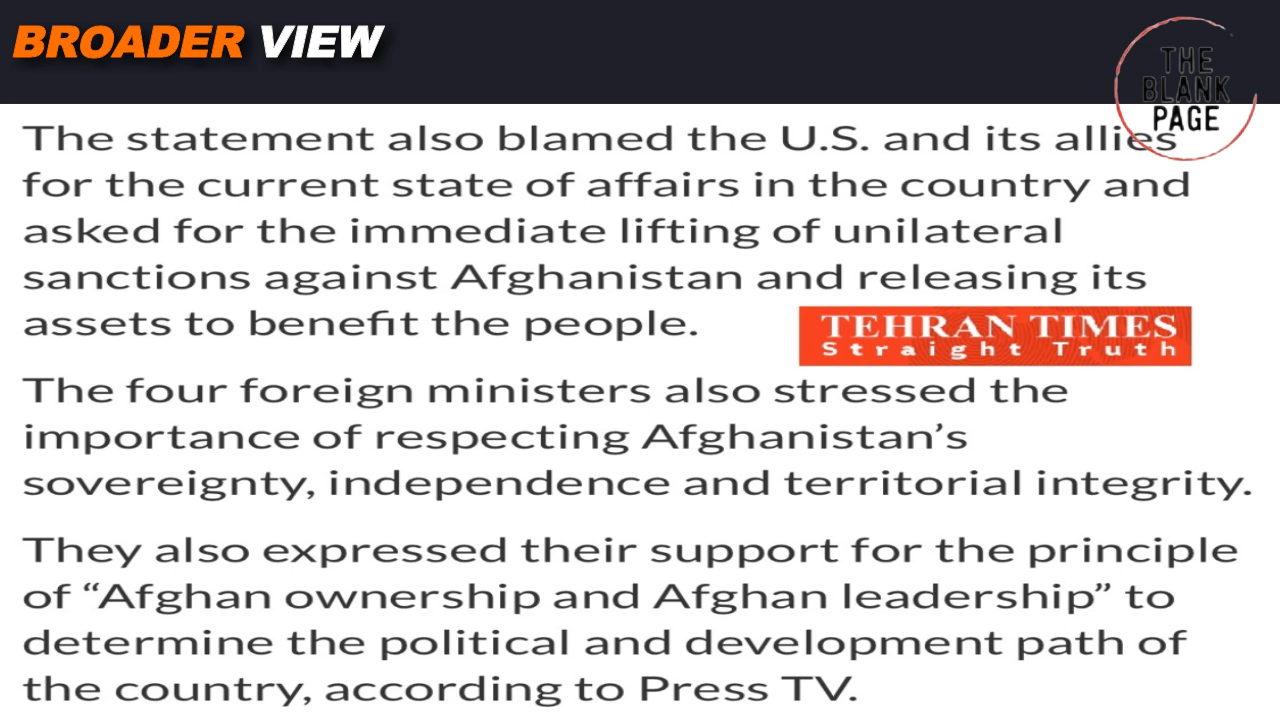 BROADER VIEW
THE
BLANK
PAGE
The statement also blamed the U.S. and its allies
for the current state of affairs in the country and
asked for the immediate lifting of unilateral
sanctions against Afghanistan and releasing its
assets to benefit the people.
TEHRAN TIMES
Straight Truth
The four foreign ministers also stressed the
importance of respecting Afghanistan’s
sovereignty, independence and territorial integrity.
They also expressed their support for the principle
of “Afghan ownership and Afghan leadership” to
determine the political and development path of
the country, according to Press TV.